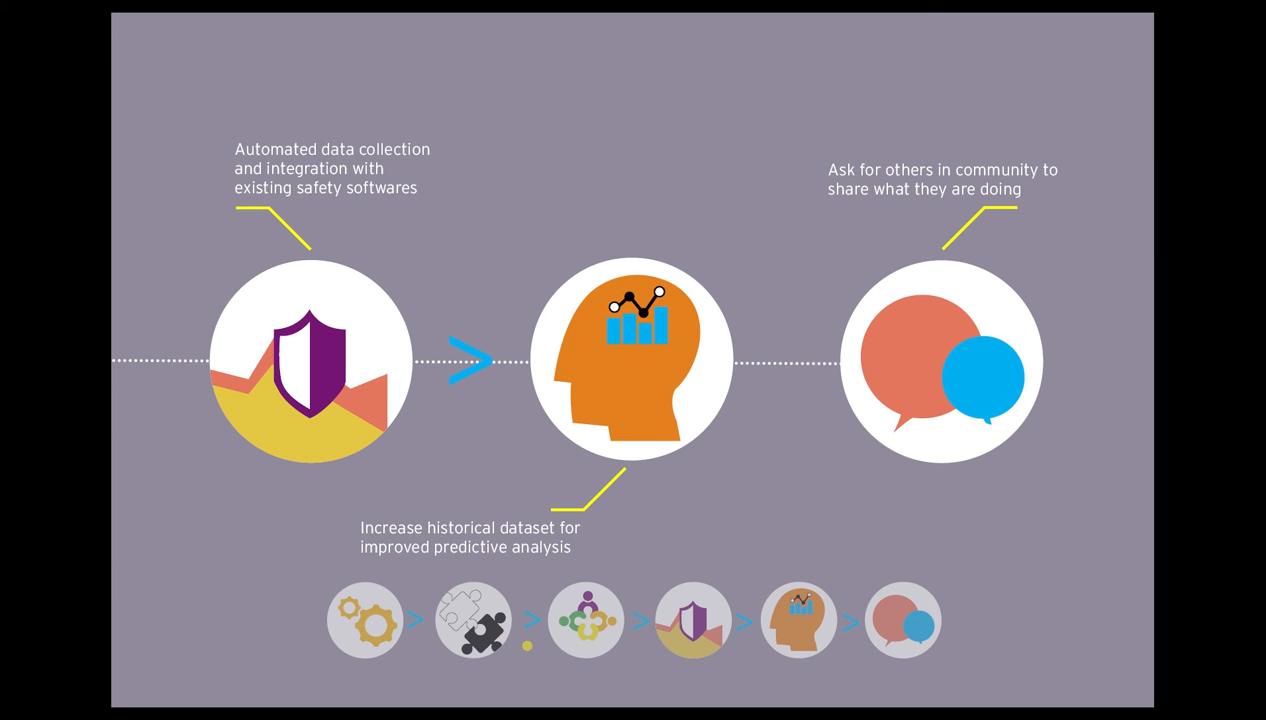 Automated data collection
and integration with
existing safety softwares
Ask for others in community to
share what they are doing
Increase historical dataset for
improved predictive analysis